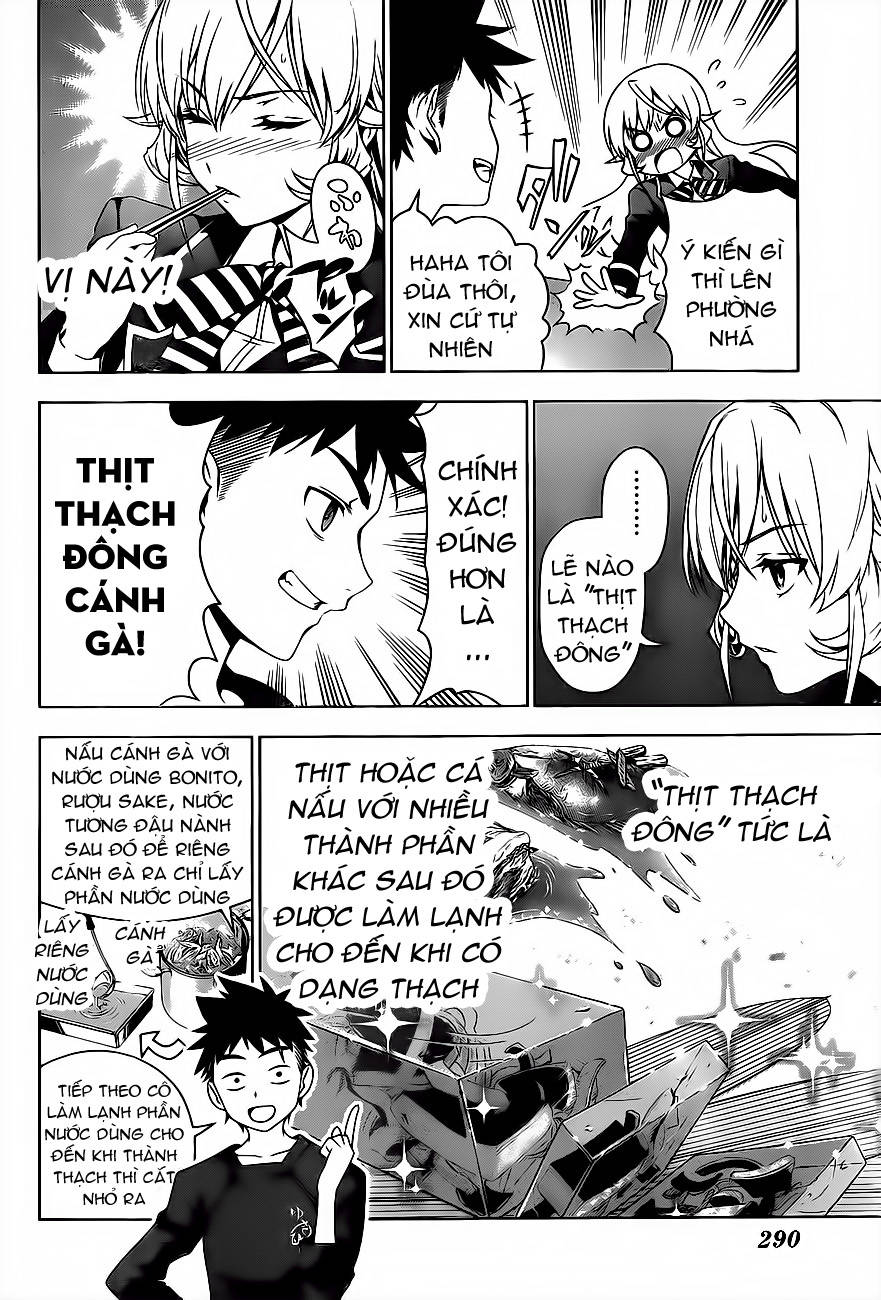 Ý KIẾN GÌ
THÌ LÊN
PHƯỜNG
NHÁ
HAHA TÔI
ĐÙA THÔI,
XIN CỨ TỰ
NHIÊN
VỊ NÀY!
.........
LẼ NÀO
LÀ "THỊT
THẠCH
ĐÔNG"
CHÍNH
XÁC!
ĐÚNG
HƠN
LÀ
...
THỊT
THẠCH
ĐÔNG
CÁNH
GÀ!
"THỊT THẠCH
ĐÔNG" TỨC LÀ
THỊT HOẶC CÁ
NẤU VỚI NHIỀU
THÀNH PHẦN
KHÁC SAU ĐÓ
ĐƯỢC LÀM LẠNH
CHO ĐẾN KHI CÓ
DẠNG THẠCH
NẤU CÁNH GÀ VỚI
NƯỚC DÙNG BONITO,
RƯỢU SAKE, NƯỚC
TƯƠNG ĐẬU NÀNH
SAU ĐÓ ĐỂ RIÊNG
CÁNH GÀ RA CHỈ LẤY
PHẦN NƯỚC DÙNG
CÁNH
GÀ
LẤY
RIÊNG
NƯỚC
DÙNG
TIẾP THEO CÔ
LÀM LẠNH PHẦN
NƯỚC DÙNG CHO
ĐẾN KHI THÀNH
THẠCH THÌ CẮT
NHỎ RA
290